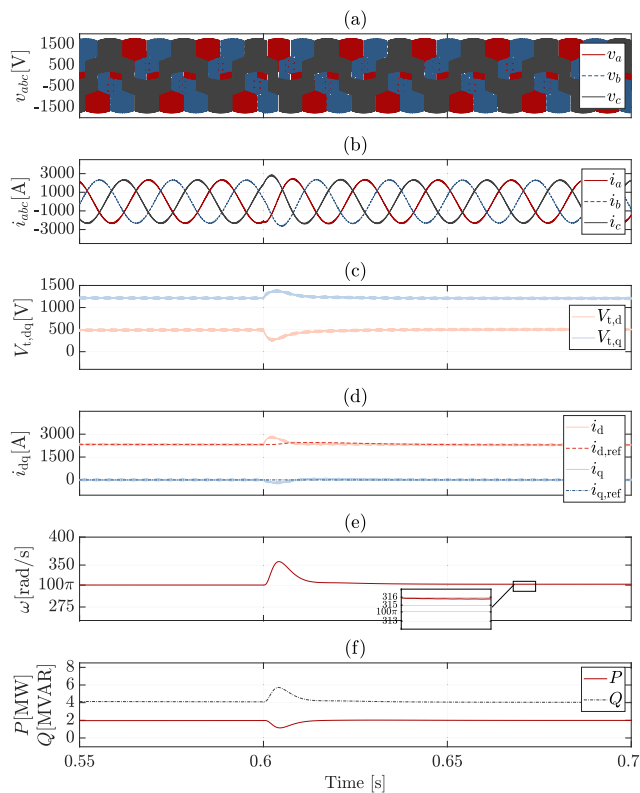 (a)
v_abc[V]
1500
500
-500
-1500
v_a
v_b
v_c
(b)
i_abc[A]
3000
1000
-1000
-3000
i_a
i_b
i_c
(c)
V_t,dq[V]
1500
1000
500
0
V_t,d
V_t,q
(d)
i_dq[A]
3000
1500
0
i_d
i_d,ref
i_q
i_q,ref
(e)
ω[rad/s]
400
350
100π
275
316
315
100π
313
(f)
P[MW]
Q[MVAR]
8
6
4
2
0
P
Q
0.55 0.6 0.65 0.7
Time [s]